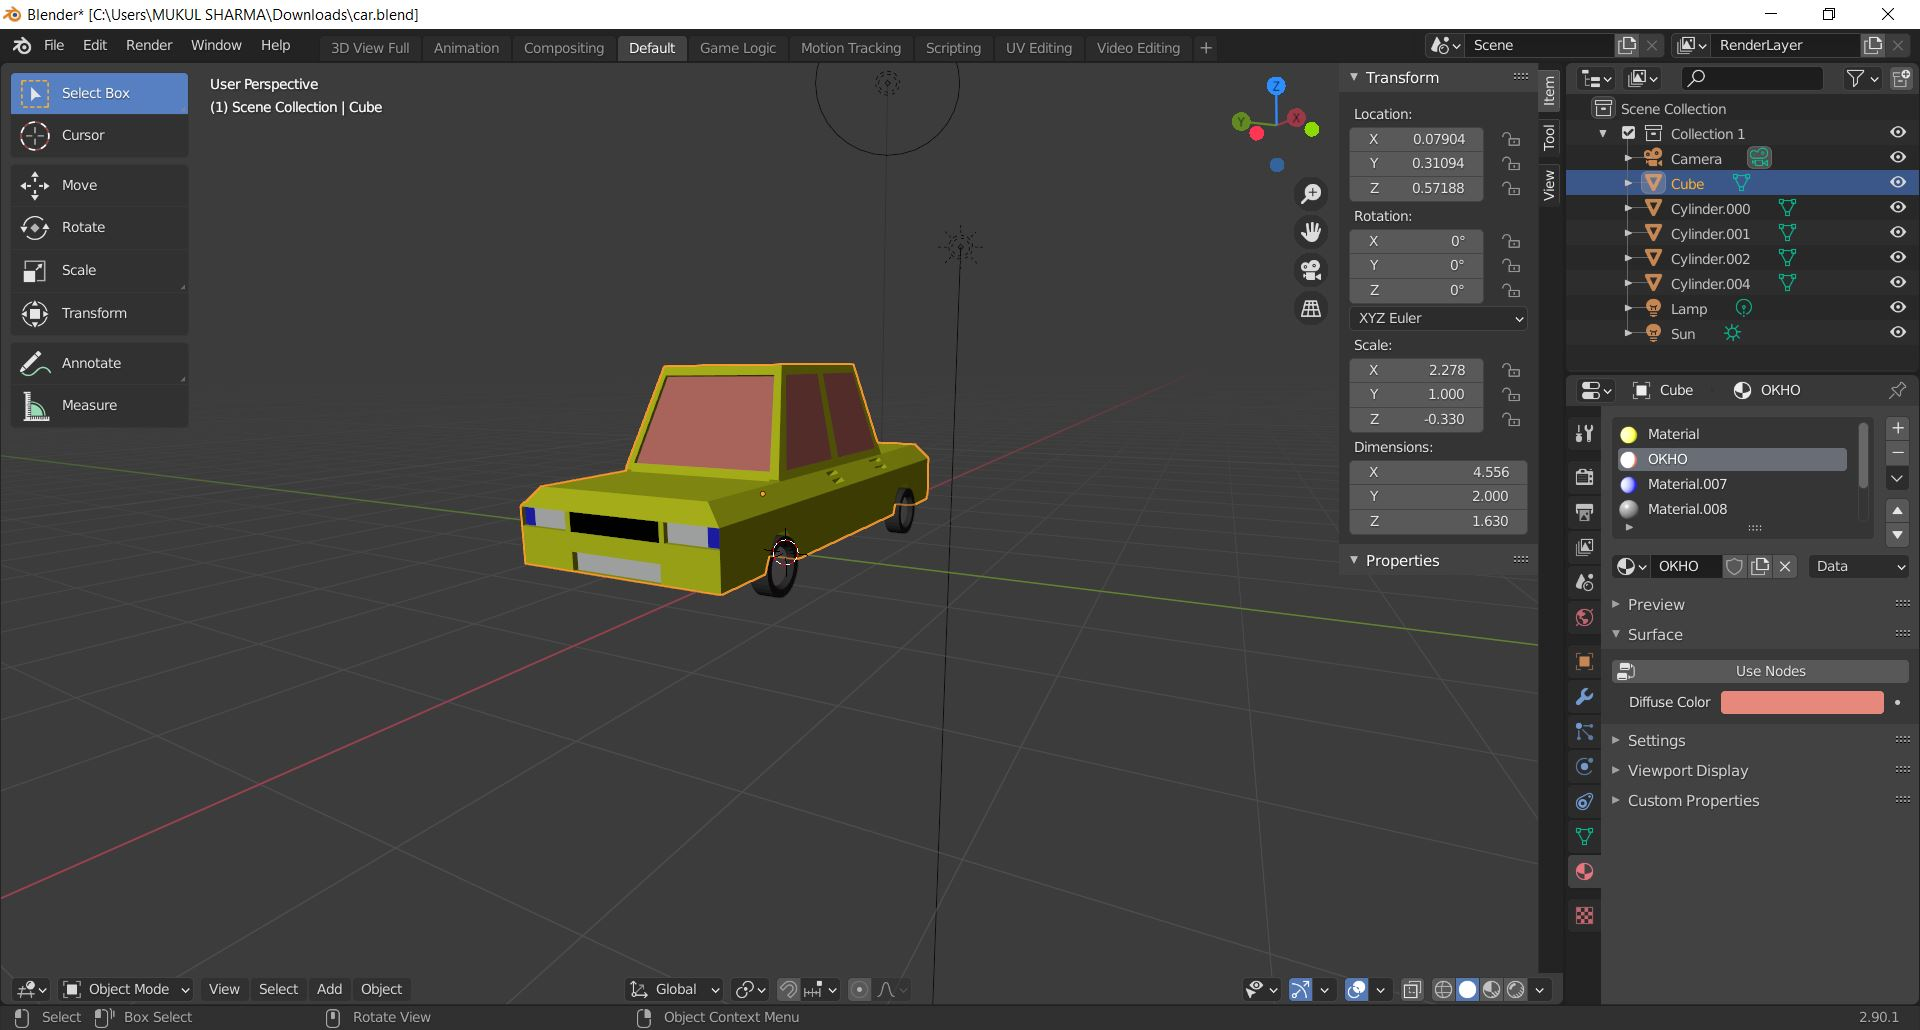 Blender* [C:\Users\MUKUL SHARMA\Downloads\car.blend]
File Edit Render Window Help 3D View Full Animation Compositing Default Game Logic Motion Tracking Scripting UV Editing Video Editing + Scene RenderLayer
Select Box
Cursor
Move
Rotate
Scale
Transform
Annotate
Measure
User Perspective
(1) Scene Collection | Cube
Z
Y
X
Transform
Location:
X 0.07904
Y 0.31094
Z 0.57188
Rotation:
X 0°
Y 0°
Z 0°
XYZ Euler
Scale:
X 2.278
Y 1.000
Z -0.330
Dimensions:
X 4.556
Y 2.000
Z 1.630
Properties
Item
Tool
View
Scene Collection
Collection 1
Camera
Cube
Cylinder.000
Cylinder.001
Cylinder.002
Cylinder.004
Lamp
Sun
Cube OKHO
Material
OKHO
Material.007
Material.008
OKHO Data
Preview
Surface
Use Nodes
Diffuse Color
Settings
Viewport Display
Custom Properties
Object Mode View Select Add Object Global
Select Box Select Rotate View Object Context Menu 2.90.1